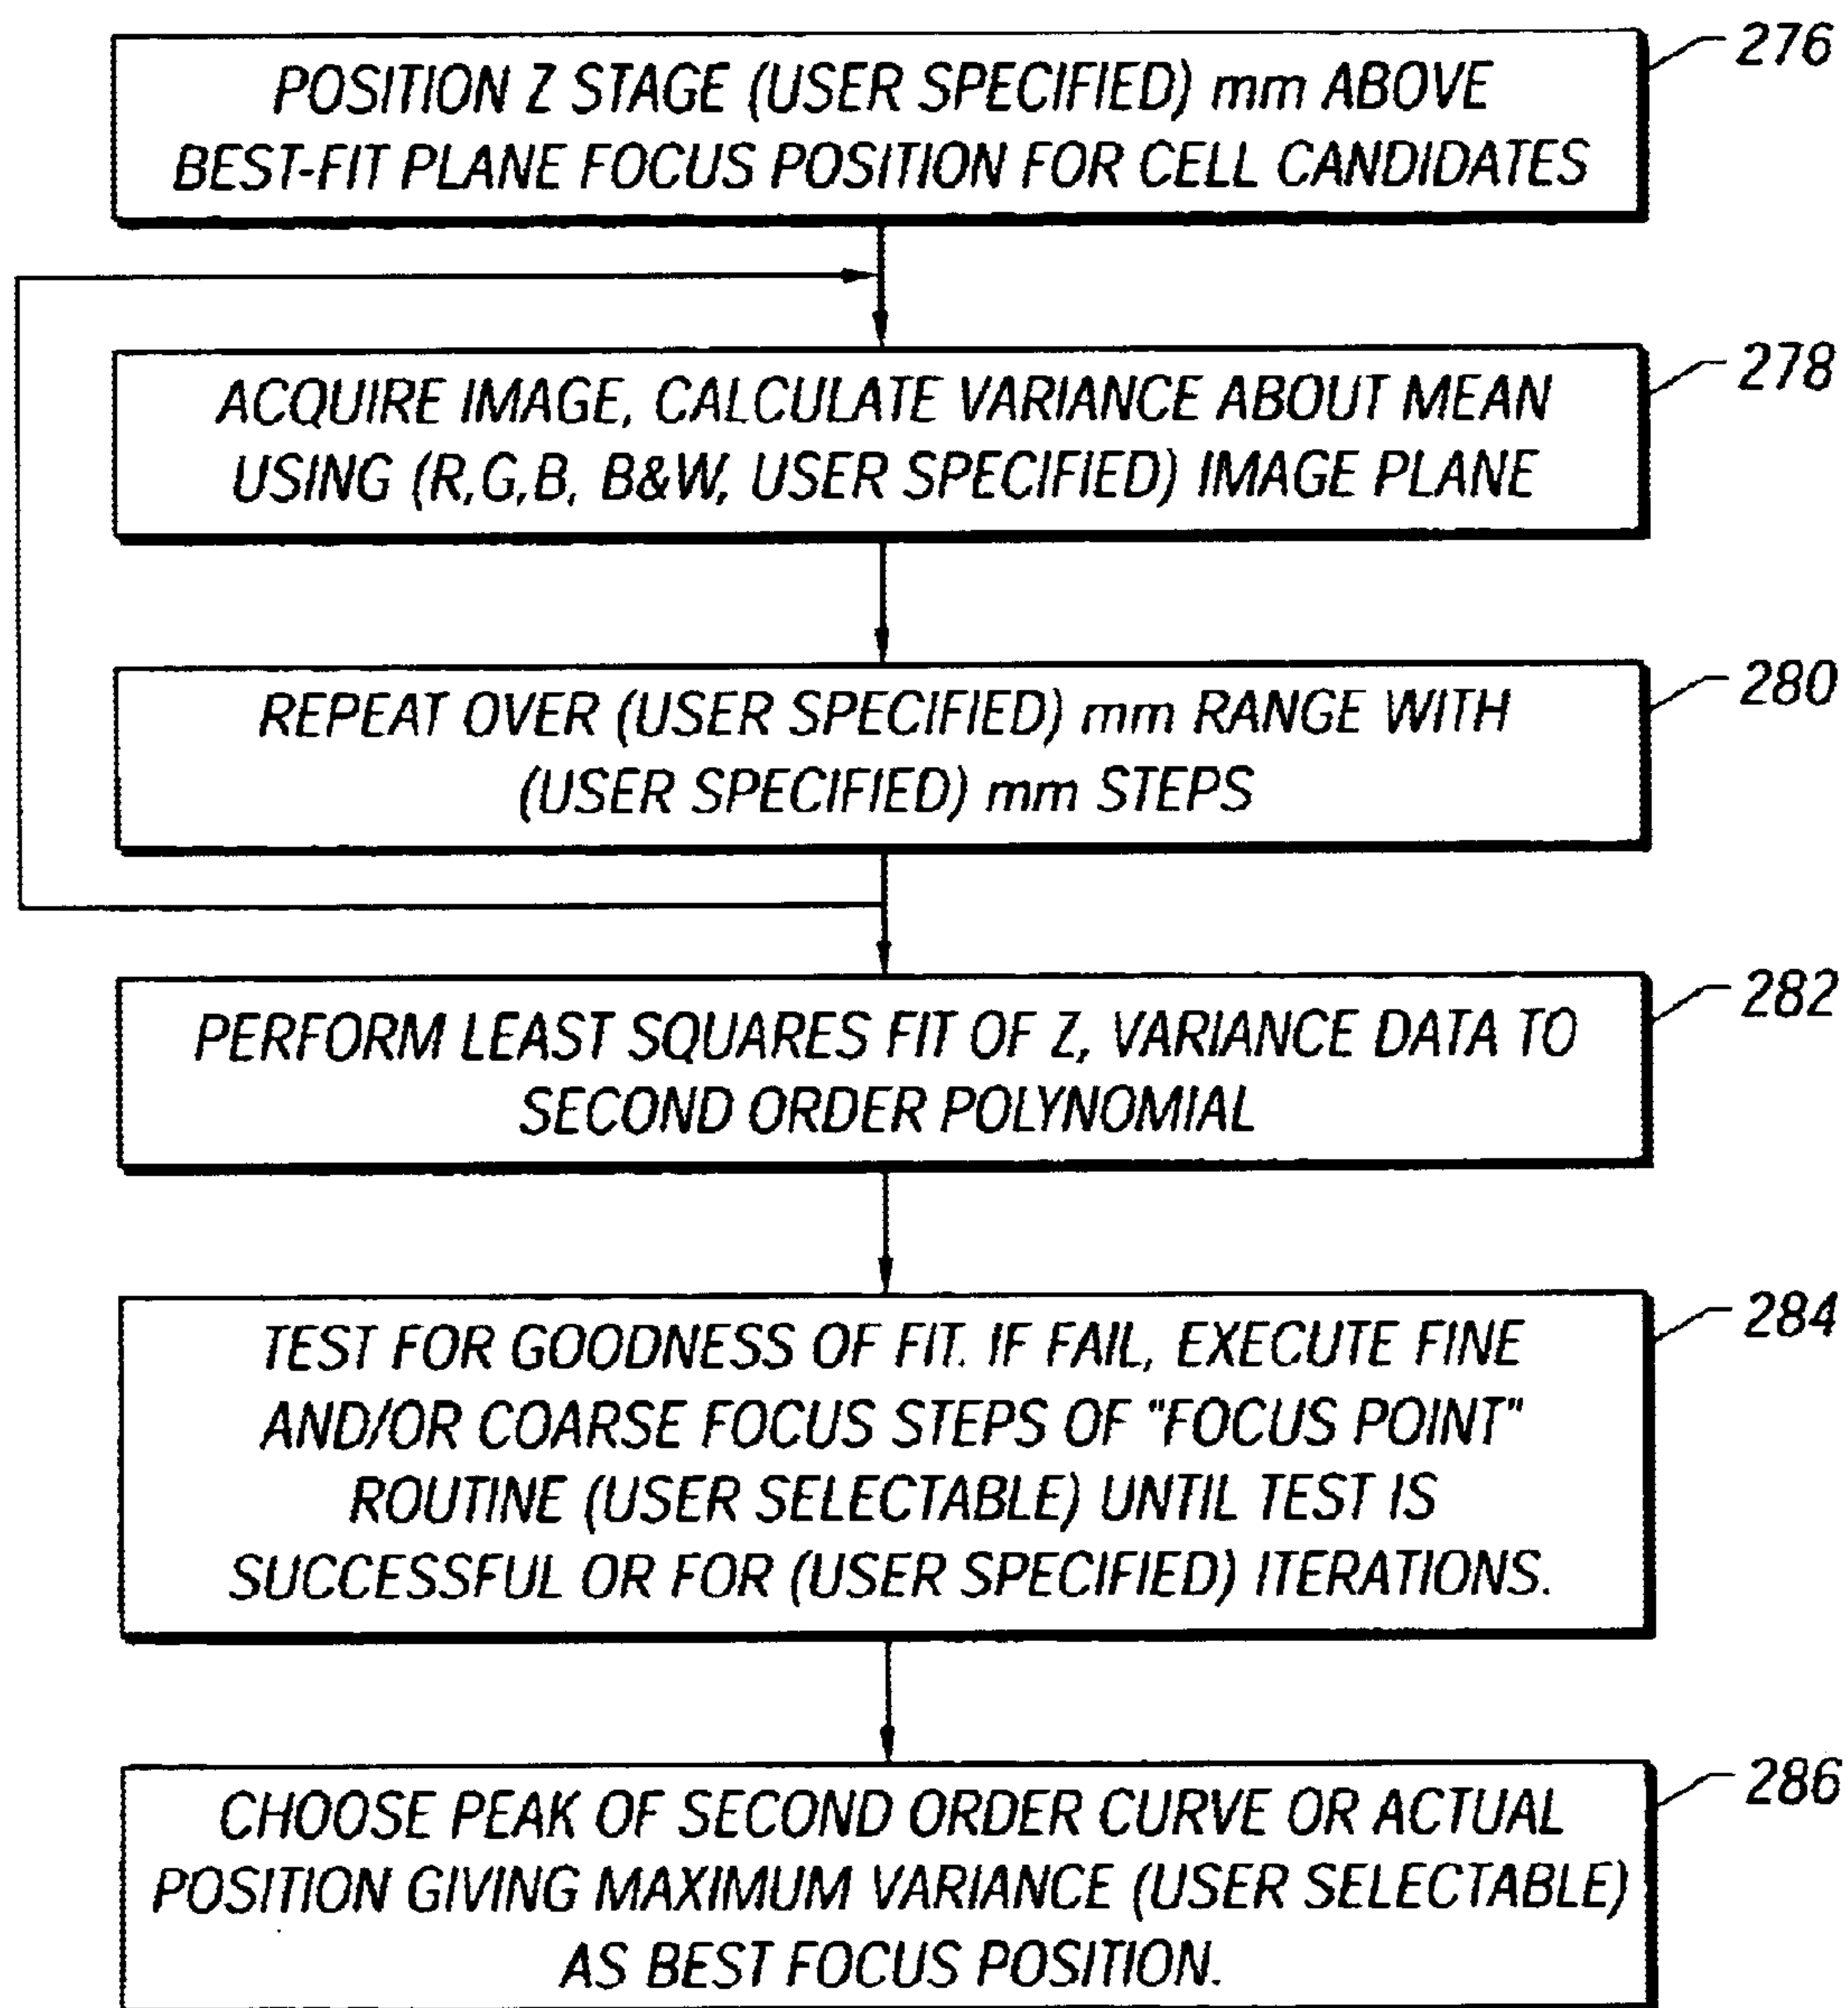 276
POSITION Z STAGE (USER SPECIFIED) mm ABOVE
BEST-FIT PLANE FOCUS POSITION FOR CELL CANDIDATES
278
ACQUIRE IMAGE, CALCULATE VARIANCE ABOUT MEAN
USING (R,G,B, B&W, USER SPECIFIED) IMAGE PLANE
280
REPEAT OVER (USER SPECIFIED) mm RANGE WITH
(USER SPECIFIED) mm STEPS
282
PERFORM LEAST SQUARES FIT OF Z, VARIANCE DATA TO
SECOND ORDER POLYNOMIAL
284
TEST FOR GOODNESS OF FIT. IF FAIL, EXECUTE FINE
AND/OR COARSE FOCUS STEPS OF "FOCUS POINT"
ROUTINE (USER SELECTABLE) UNTIL TEST IS
SUCCESSFUL OR FOR (USER SPECIFIED) ITERATIONS.
286
CHOOSE PEAK OF SECOND ORDER CURVE OR ACTUAL
POSITION GIVING MAXIMUM VARIANCE (USER SELECTABLE)
AS BEST FOCUS POSITION.